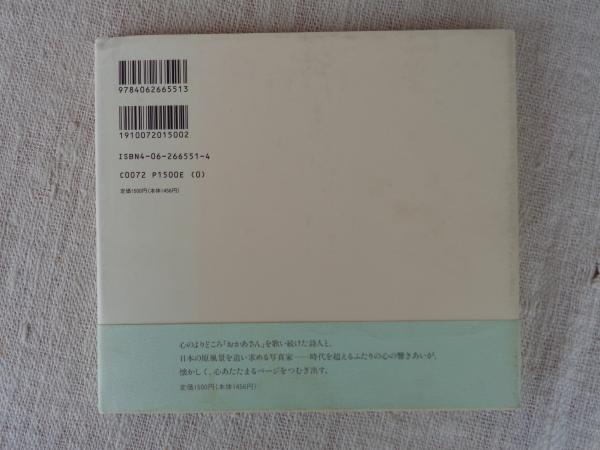 9784062665513
1910072015002
ISBN4-06-266551-4
C0072 P1500E (0)
定価1500円(本体1456円)
心のよりどころ「おかあさん」を歌い続けた詩人と、
日本の原風景を追い求める写真家──時代を超えるふたりの心の響きあいが、
懐かしく、心あたたまるページをつむぎ出す。
定価1500円(本体1456円)